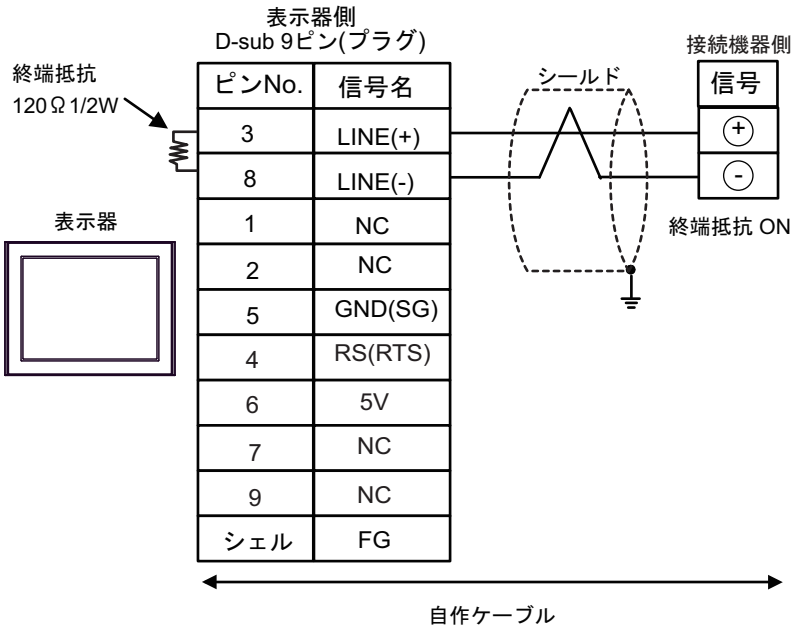 表示器側
D-sub 9ピン(プラグ)
接続機器側
終端抵抗
120Ω1/2W
ピンNo. 信号名
シールド
信号
3 LINE(+)
+
8 LINE(-)
-
表示器
1 NC
終端抵抗 ON
2 NC
5 GND(SG)
4 RS(RTS)
6 5V
7 NC
9 NC
シェル FG
自作ケーブル